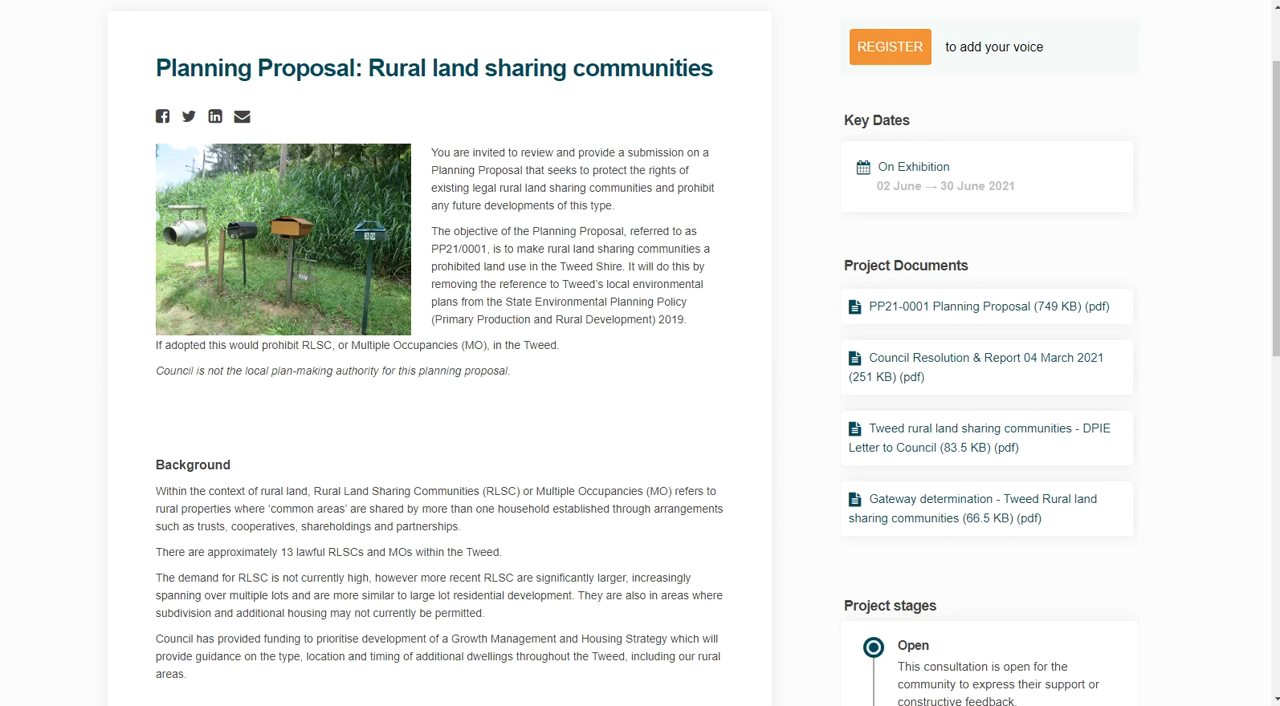 Planning Proposal: Rural land sharing communities
You are invited to review and provide a submission on a
Planning Proposal that seeks to protect the rights of
existing legal rural land sharing communities and prohibit
any future developments of this type.
The objective of the Planning Proposal, referred to as
PP21/0001, is to make rural land sharing communities a
prohibited land use in the Tweed Shire. It will do this by
removing the reference to Tweed's local environmental
plans from the State Environmental Planning Policy
(Primary Production and Rural Development) 2019.
If adopted this would prohibit RLSC, or Multiple Occupancies (MO), in the Tweed.
Council is not the local plan-making authority for this planning proposal.
Background
Within the context of rural land, Rural Land Sharing Communities (RLSC) or Multiple Occupancies (MO) refers to
rural properties where ‘common areas’ are shared by more than one household established through arrangements
such as trusts, cooperatives, shareholdings and partnerships.
There are approximately 13 lawful RLSCs and MOs within the Tweed.
The demand for RLSC is not currently high, however more recent RLSC are significantly larger, increasingly
spanning over multiple lots and are more similar to large lot residential development. They are also in areas where
subdivision and additional housing may not currently be permitted.
Council has provided funding to prioritise development of a Growth Management and Housing Strategy which will
provide guidance on the type, location and timing of additional dwellings throughout the Tweed, including our rural
areas.
REGISTER to add your voice
Key Dates
On Exhibition
02 June → 30 June 2021
Project Documents
PP21-0001 Planning Proposal (749 KB) (pdf)
Council Resolution & Report 04 March 2021
(251 KB) (pdf)
Tweed rural land sharing communities - DPIE
Letter to Council (83.5 KB) (pdf)
Gateway determination - Tweed Rural land
sharing communities (66.5 KB) (pdf)
Project stages
Open
This consultation is open for the
community to express their support or
constructive feedback.